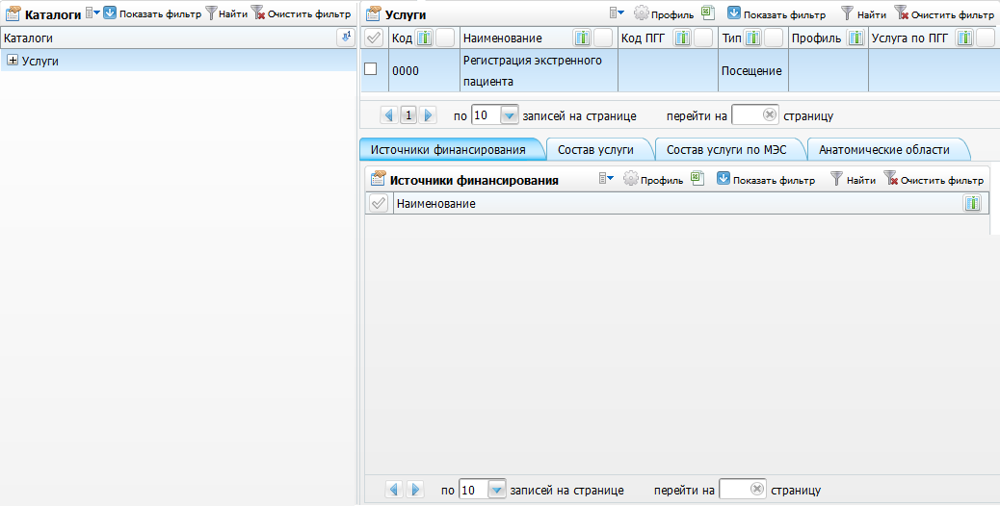 Каталоги Показать фильтр Найти Очистить фильтр
Каталоги
Услуги
Услуги Профиль Показать фильтр Найти Очистить фильтр
Код Наименование Код ПГГ Тип Профиль Услуга по ПГГ
0000 Регистрация экстренного пациента Посещение
1 по 10 записей на странице перейти на страницу
Источники финансирования Состав услуги Состав услуги по МЭС Анатомические области
Источники финансирования Профиль Показать фильтр Найти Очистить фильтр
Наименование
по 10 записей на странице перейти на страницу